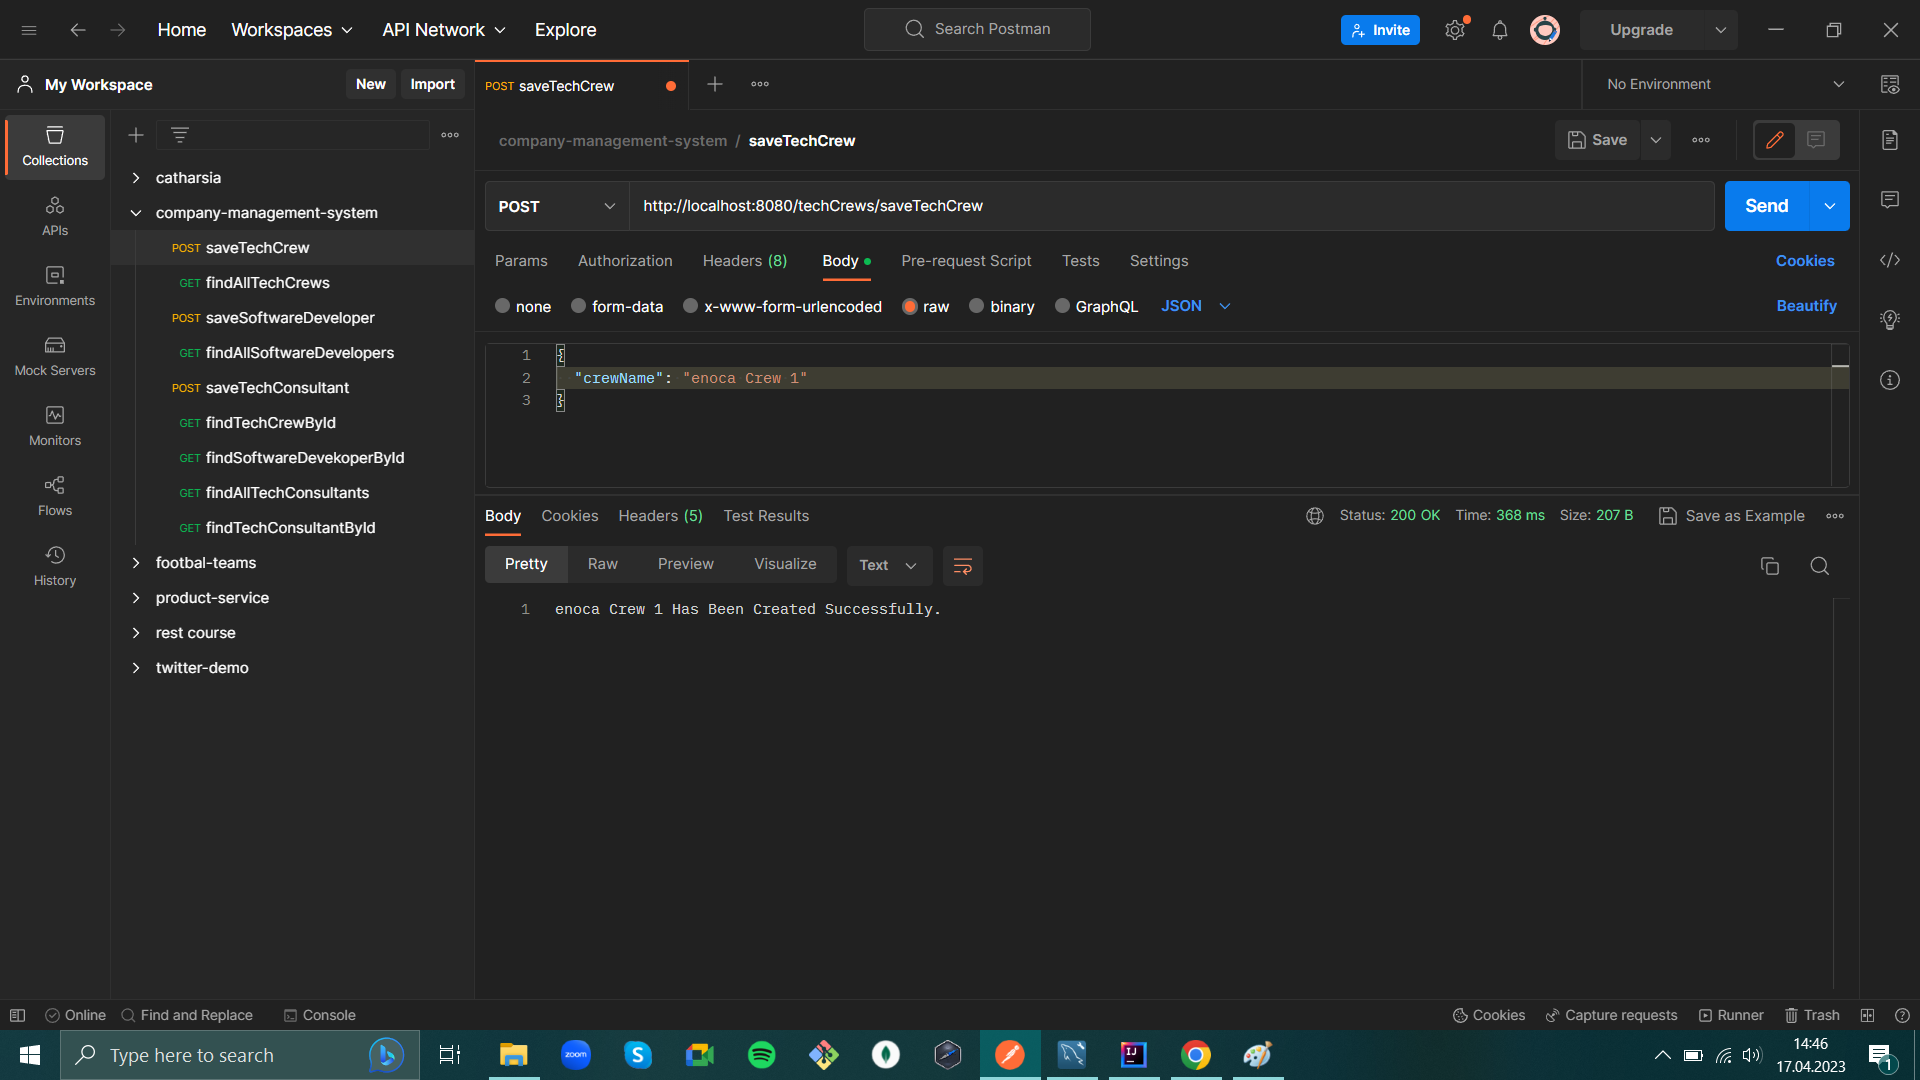 Home
Workspaces
API Network
Explore
Search Postman
Invite
Upgrade
My Workspace
New
Import
POST saveTechCrew
No Environment
Collections
APIs
Environments
Mock Servers
Monitors
Flows
History
catharsia
company-management-system
POST saveTechCrew
GET findAllTechCrews
POST saveSoftwareDeveloper
GET findAllSoftwareDevelopers
POST saveTechConsultant
GET findTechCrewById
GET findSoftwareDevekoperById
GET findAllTechConsultants
GET findTechConsultantById
footbal-teams
product-service
rest course
twitter-demo
company-management-system / saveTechCrew
Save
POST
http://localhost:8080/techCrews/saveTechCrew
Send
Params
Authorization
Headers (8)
Body
Pre-request Script
Tests
Settings
Cookies
none
form-data
x-www-form-urlencoded
raw
binary
GraphQL
JSON
Beautify
1 {
2 "crewName": "enoca Crew 1"
3 }
Body
Cookies
Headers (5)
Test Results
Status: 200 OK
Time: 368 ms
Size: 207 B
Save as Example
Pretty
Raw
Preview
Visualize
Text
1 enoca Crew 1 Has Been Created Successfully.
Online
Find and Replace
Console
Cookies
Capture requests
Runner
Trash
Type here to search
zoom
IJ
14:46
17.04.2023
1